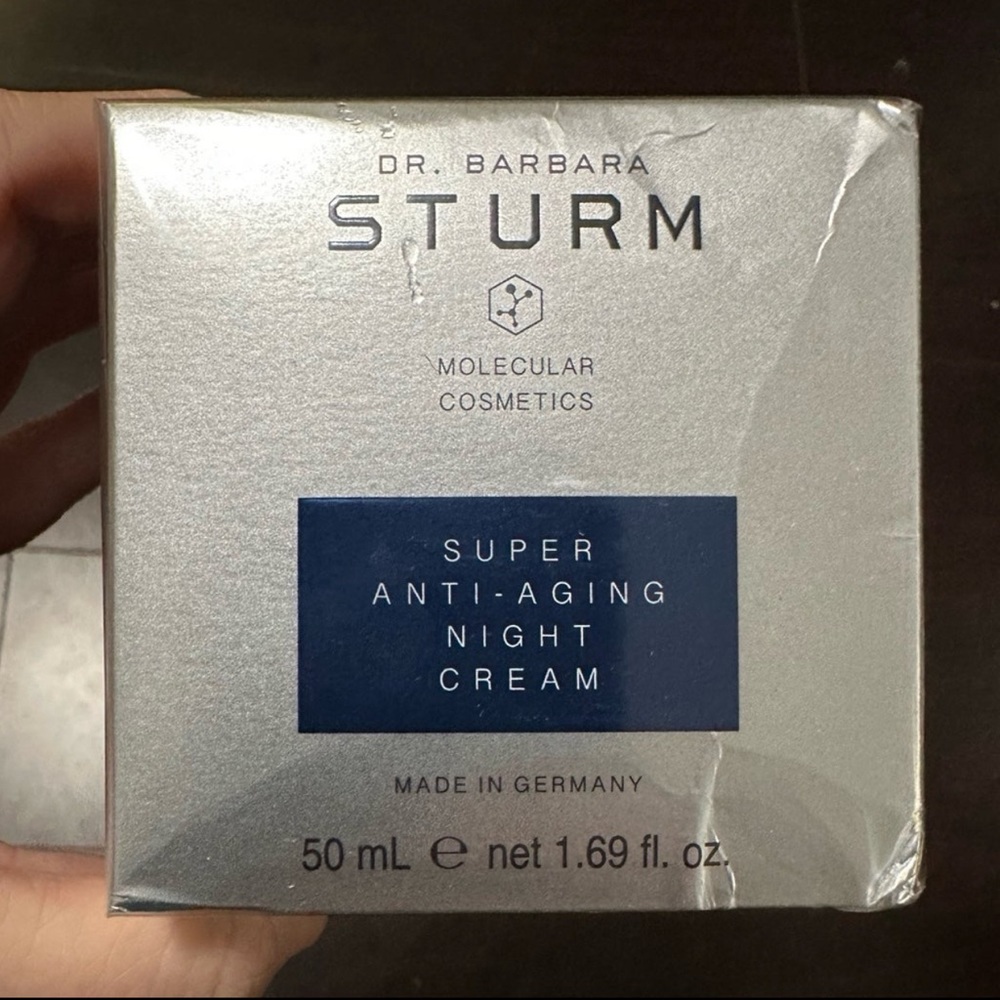 DR. BARBARA
STURM
MOLECULAR
COSMETICS
SUPER
ANTI-AGING
NIGHT
CREAM
MADE IN GERMANY
50 mL ℮ net 1.69 fl. oz.